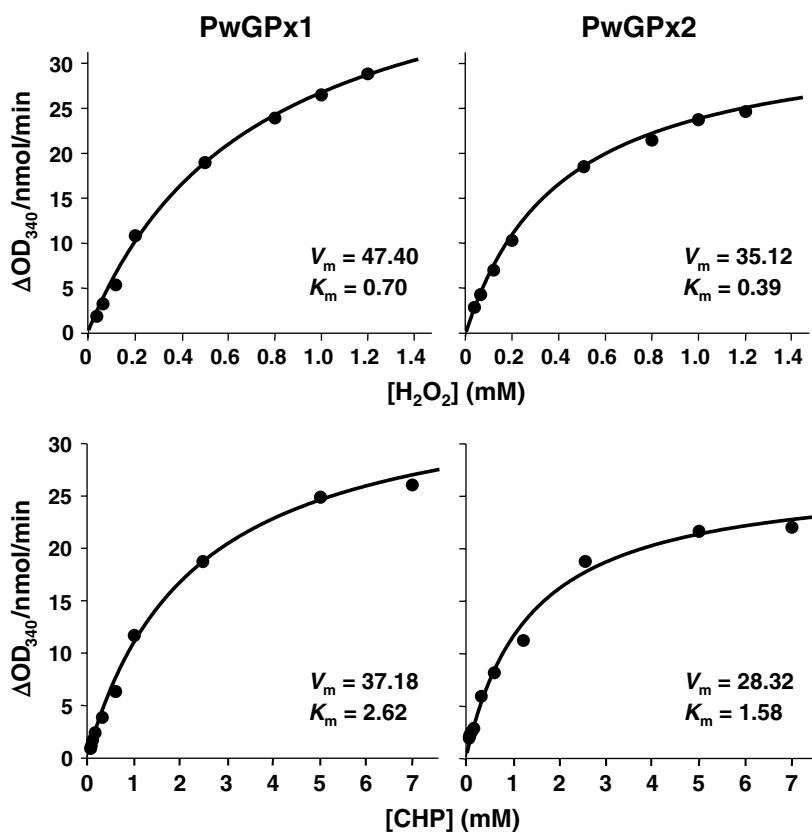 PwGPx1 PwGPx2
ΔOD340/nmol/min
30
25
20
15
10
5
0
Vm = 47.40
Km = 0.70
Vm = 35.12
Km = 0.39
0 0.2 0.4 0.6 0.8 1.0 1.2 1.4 0 0.2 0.4 0.6 0.8 1.0 1.2 1.4
[H2O2] (mM)
ΔOD340/nmol/min
30
25
20
15
10
5
0
Vm = 37.18
Km = 2.62
Vm = 28.32
Km = 1.58
0 1 2 3 4 5 6 7 0 1 2 3 4 5 6 7
[CHP] (mM)